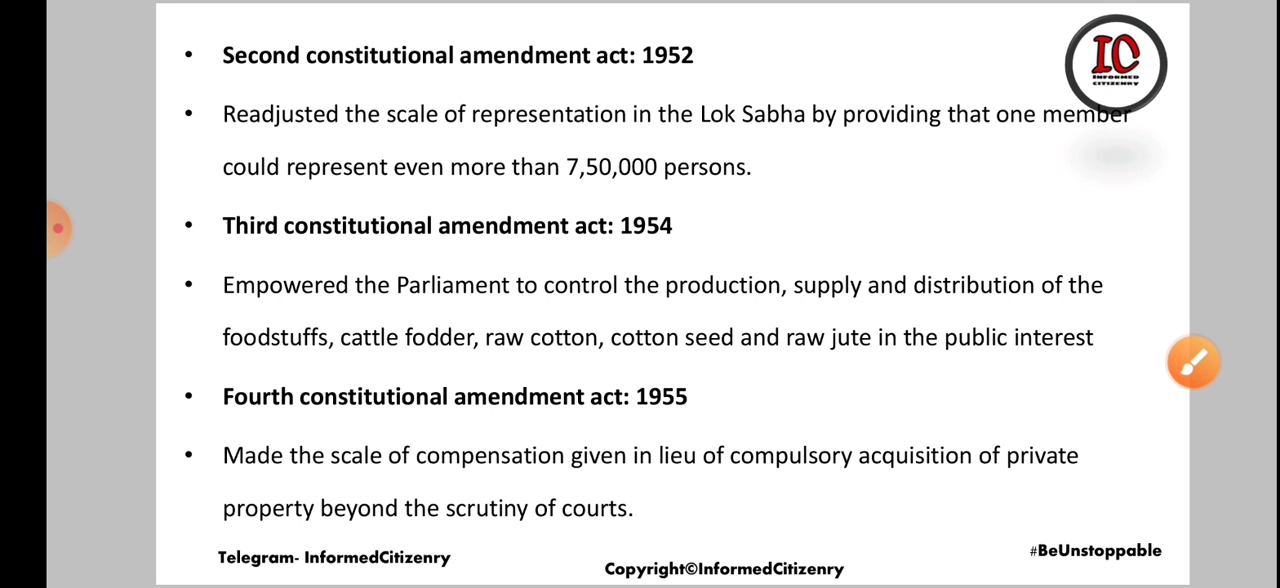 • Second constitutional amendment act: 1952
IC
INFORMED
CITIZENRY
• Readjusted the scale of representation in the Lok Sabha by providing that one member
could represent even more than 7,50,000 persons.
• Third constitutional amendment act: 1954
• Empowered the Parliament to control the production, supply and distribution of the
foodstuffs, cattle fodder, raw cotton, cotton seed and raw jute in the public interest
• Fourth constitutional amendment act: 1955
• Made the scale of compensation given in lieu of compulsory acquisition of private
property beyond the scrutiny of courts.
Telegram- InformedCitizenry
Copyright©InformedCitizenry
#BeUnstoppable